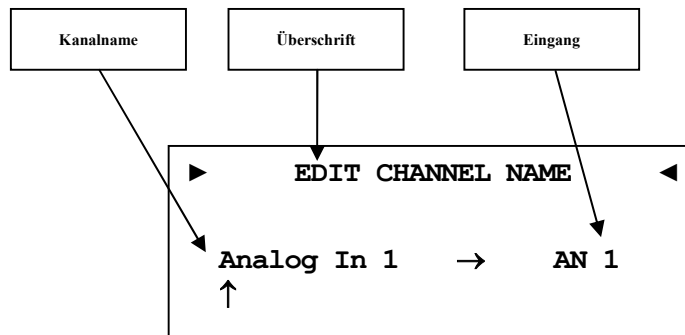 Kanalname Überschrift Eingang
► EDIT CHANNEL NAME ◄
Analog In 1 → AN 1
↑